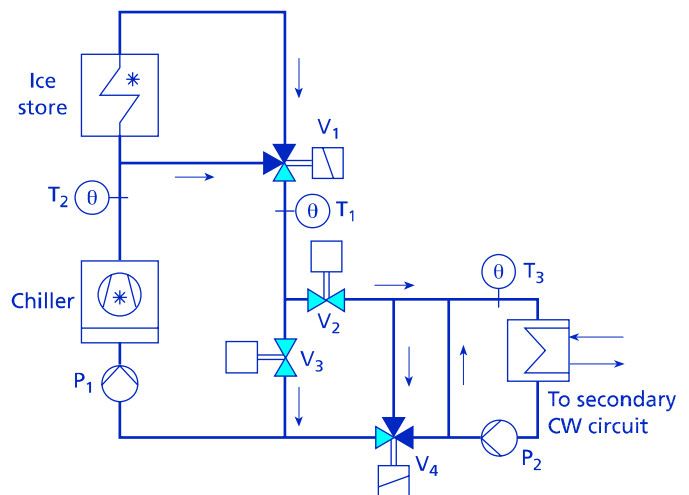 Ice
store
V1
T2
θ
θ
T1
θ
T3
Chiller
V2
V3
P1
To secondary
CW circuit
V4
P2